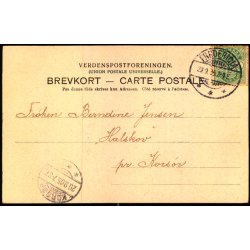 VERDENSPOSTFORENINGEN.
(UNION POSTALE UNIVERSELLE.)
BREVKORT – CARTE POSTALE
Paa denne Side skrives kun Adressen. Côté réservé à l'adresse.
Frøken Berndine Jensen
Halskov
pr. Korsør